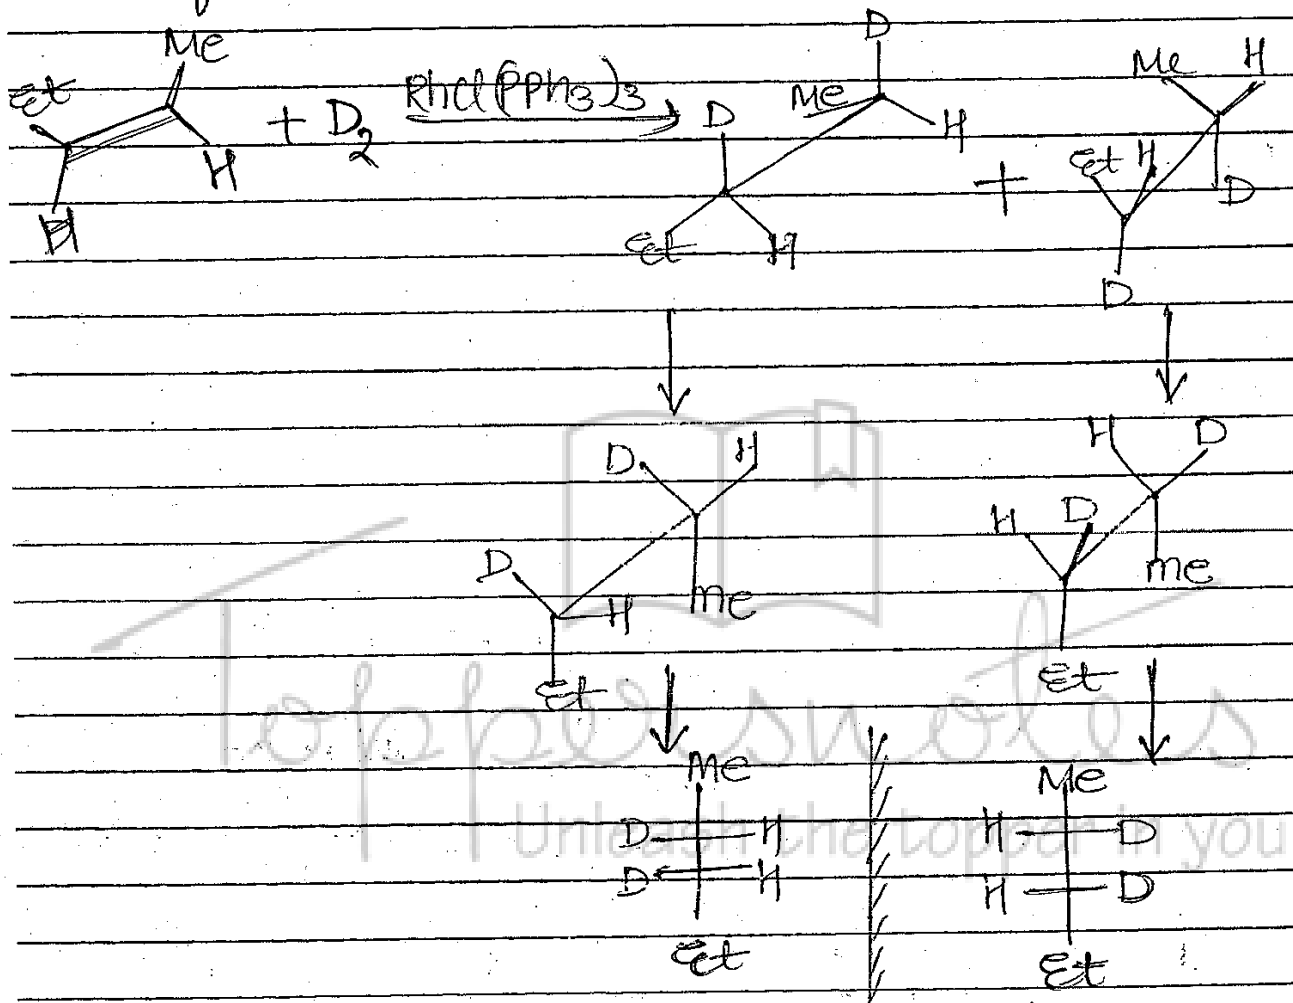 Me
Et + D2 RhCl(PPh3)3 D Me D H + Me H
H H Et H Et H D
D
D H H D
D H Me H D Me
Et Et
Toppersnotes
Unleash the topper in you
Me Me
D H H D
D H H D
Et Et